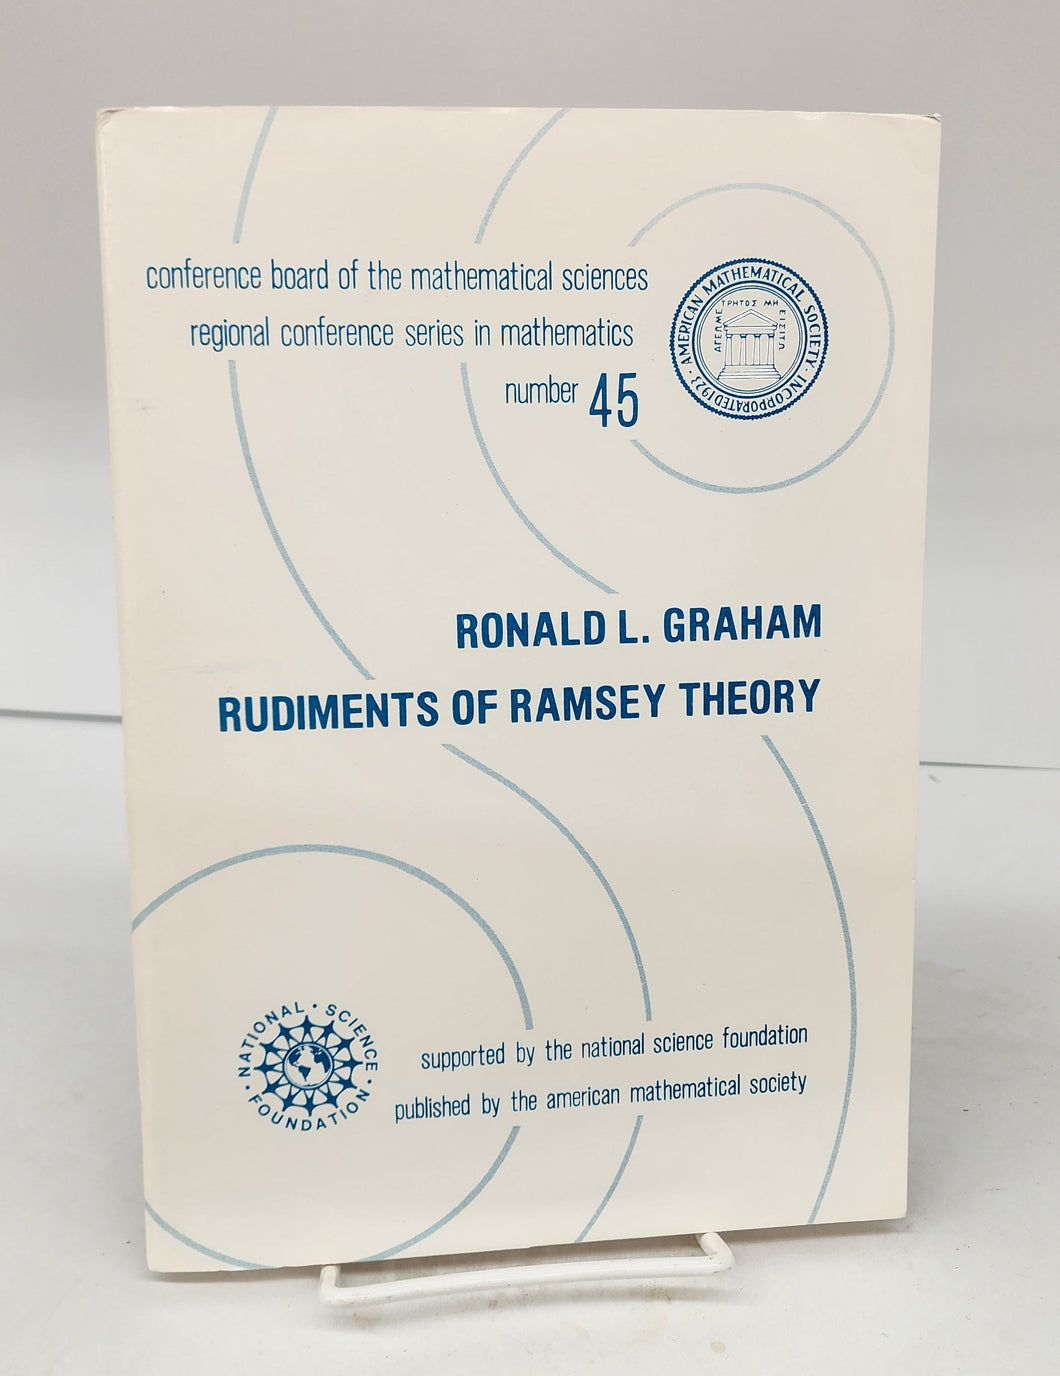 conference board of the mathematical sciences
regional conference series in mathematics
number 45
AMERICAN MATHEMATICAL SOCIETY · INCORPORATED 1923 ·
ΑΓΕΩΜΕΤΡΗΤΟΣ ΜΗ ΕΙΣΙΤΩ
RONALD L. GRAHAM
RUDIMENTS OF RAMSEY THEORY
NATIONAL · SCIENCE · FOUNDATION ·
supported by the national science foundation
published by the american mathematical society